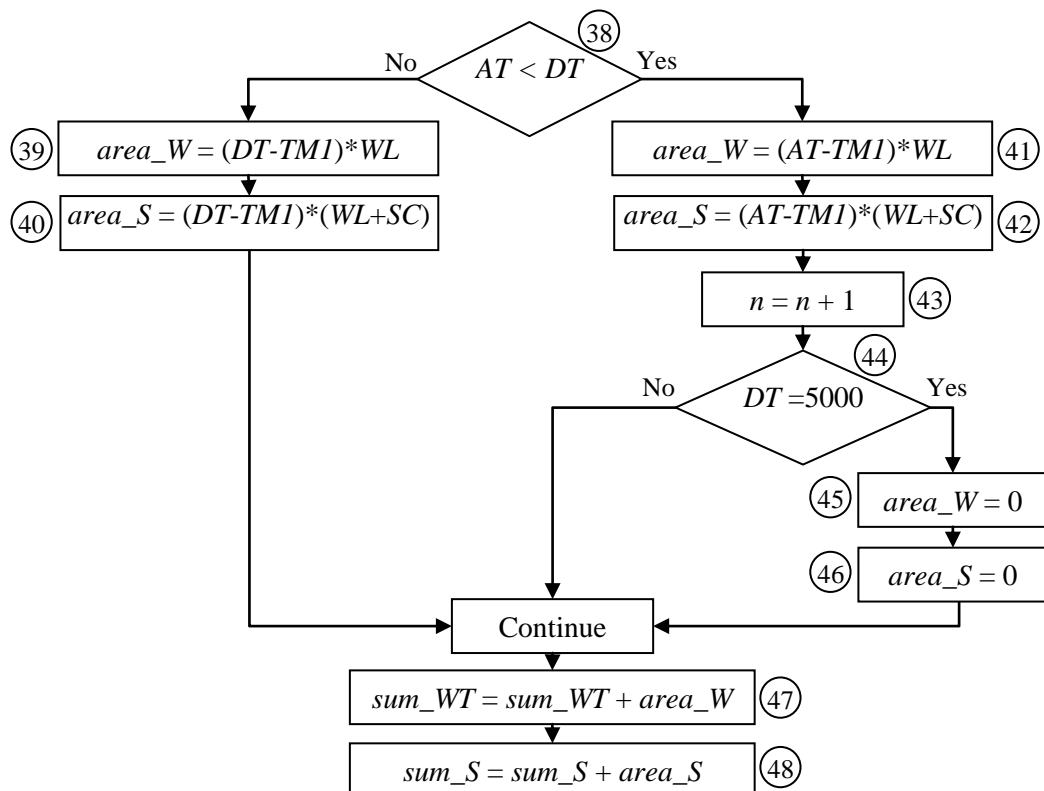 38
No
AT < DT
Yes
39
area_W = (DT-TM1)*WL
area_W = (AT-TM1)*WL
41
40
area_S = (DT-TM1)*(WL+SC)
area_S = (AT-TM1)*(WL+SC)
42
n = n + 1
43
44
No
DT =5000
Yes
45
area_W = 0
46
area_S = 0
Continue
sum_WT = sum_WT + area_W
47
sum_S = sum_S + area_S
48